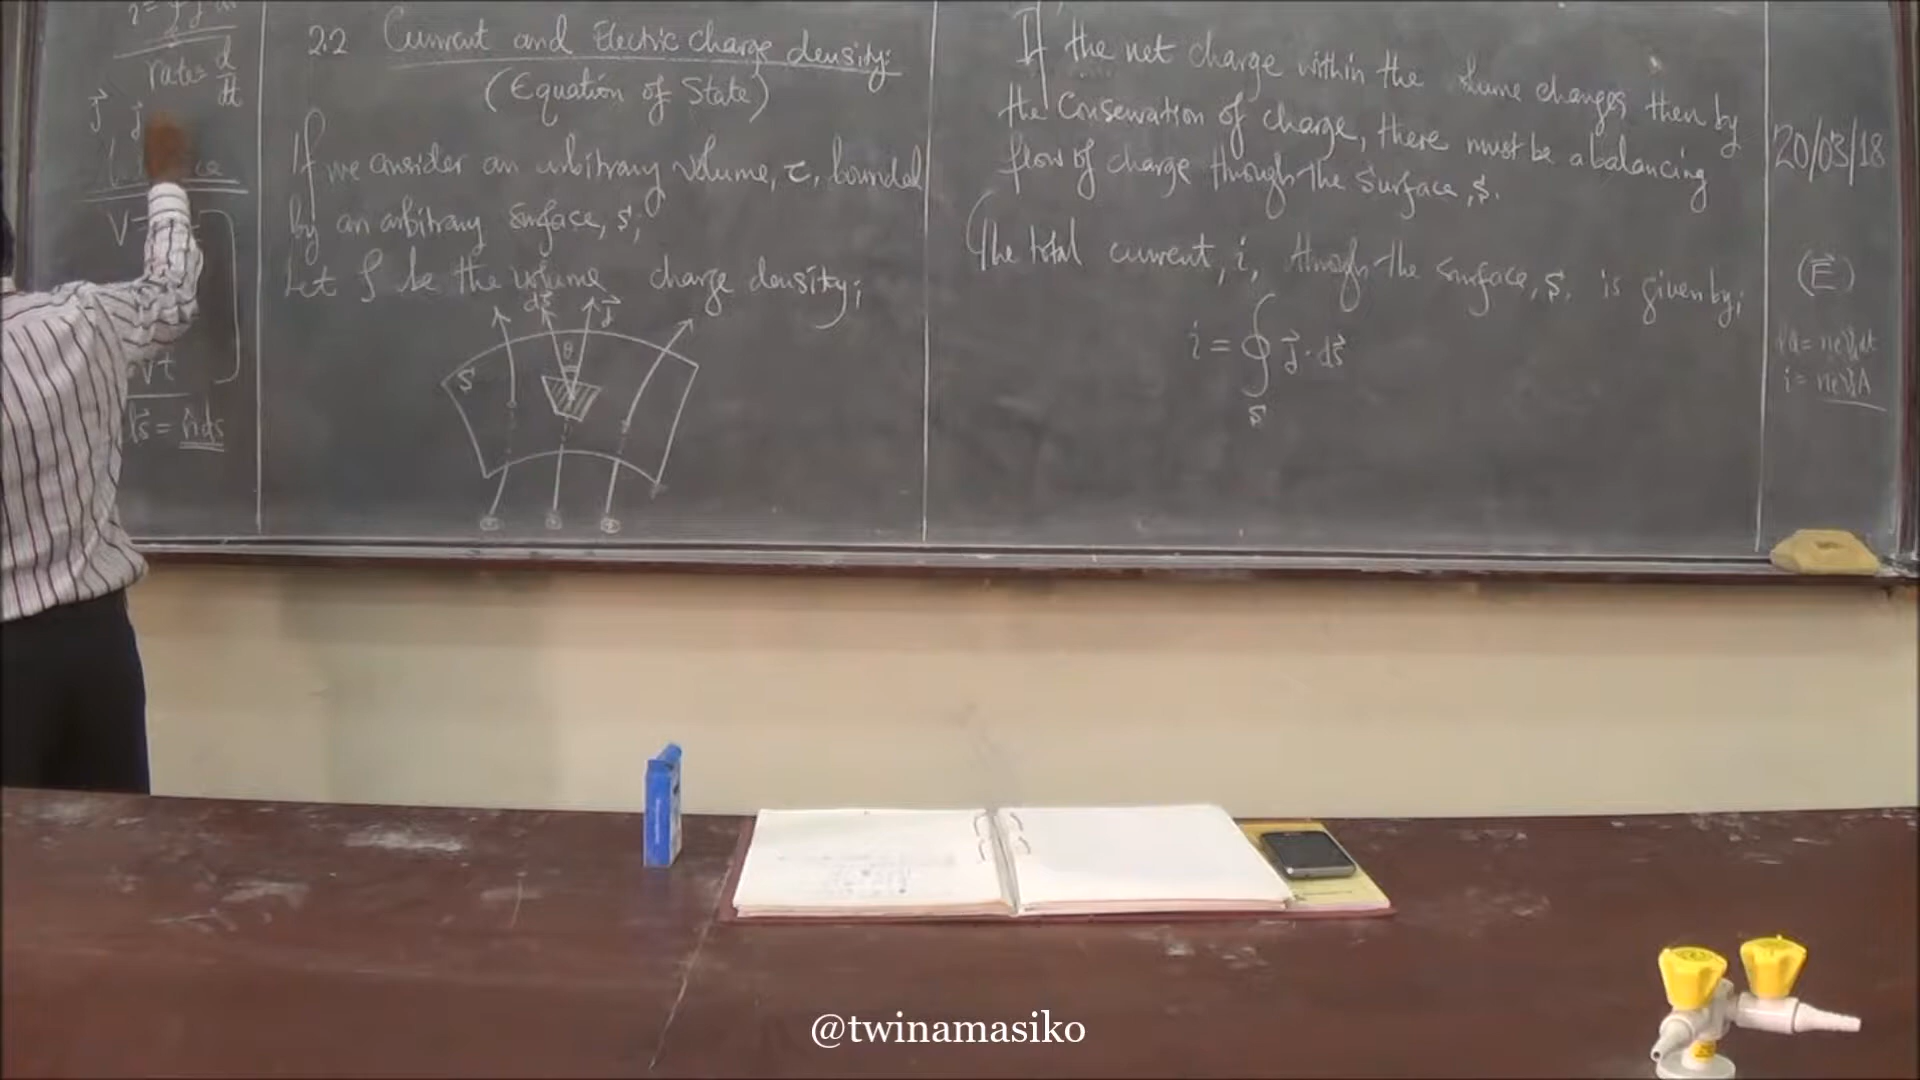 rate = d/dt
V
vt
ds⃗ = n̂ds
2.2 Current and Electric charge density:
(Equation of State)
If we consider an arbitrary volume, τ, bounded
by an arbitrary surface, s,
Let ρ be the volume charge density;
ds⃗ J⃗
θ
S
If the net charge within the volume changes then by
the Conservation of charge, there must be a balancing
flow of charge through the surface, s.
The total current, i, through the surface, s, is given by;
i = ∮ J⃗ · ds⃗
s
20/03/18
(E⃗)
@twinamasiko